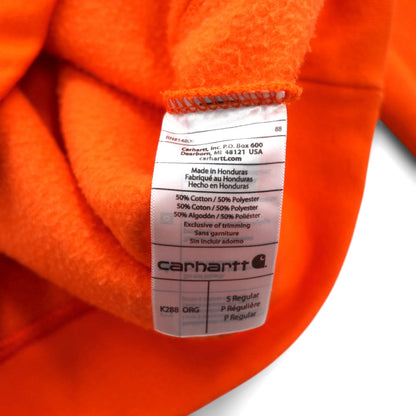 88
Carhartt, Inc. P.O. Box 600
Dearborn, MI 48121 USA
carhartt.com
Made in Honduras
Fabriqué au Honduras
Hecho en Honduras
50% Cotton / 50% Polyester
50% Coton / 50% Polyester
50% Algodón / 50% Poliéster
Exclusive of trimming
Sans garniture
Sin incluir adorno
carhartt
K288 ORG
S Regular
P Régulière
P Regular